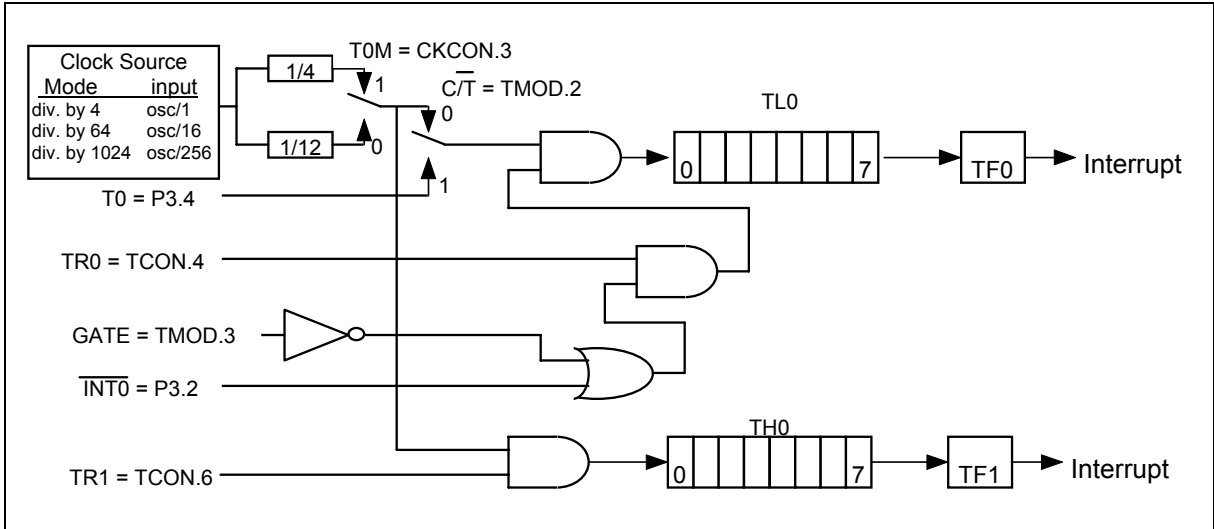 Clock Source
Mode input
div. by 4 osc/1
div. by 64 osc/16
div. by 1024 osc/256
1/4
1/12
T0M = CKCON.3
1
0
C/T̅ = TMOD.2
0
1
T0 = P3.4
TL0
0 7
TF0
Interrupt
TR0 = TCON.4
GATE = TMOD.3
I̅N̅T̅0̅ = P3.2
TR1 = TCON.6
TH0
0 7
TF1
Interrupt